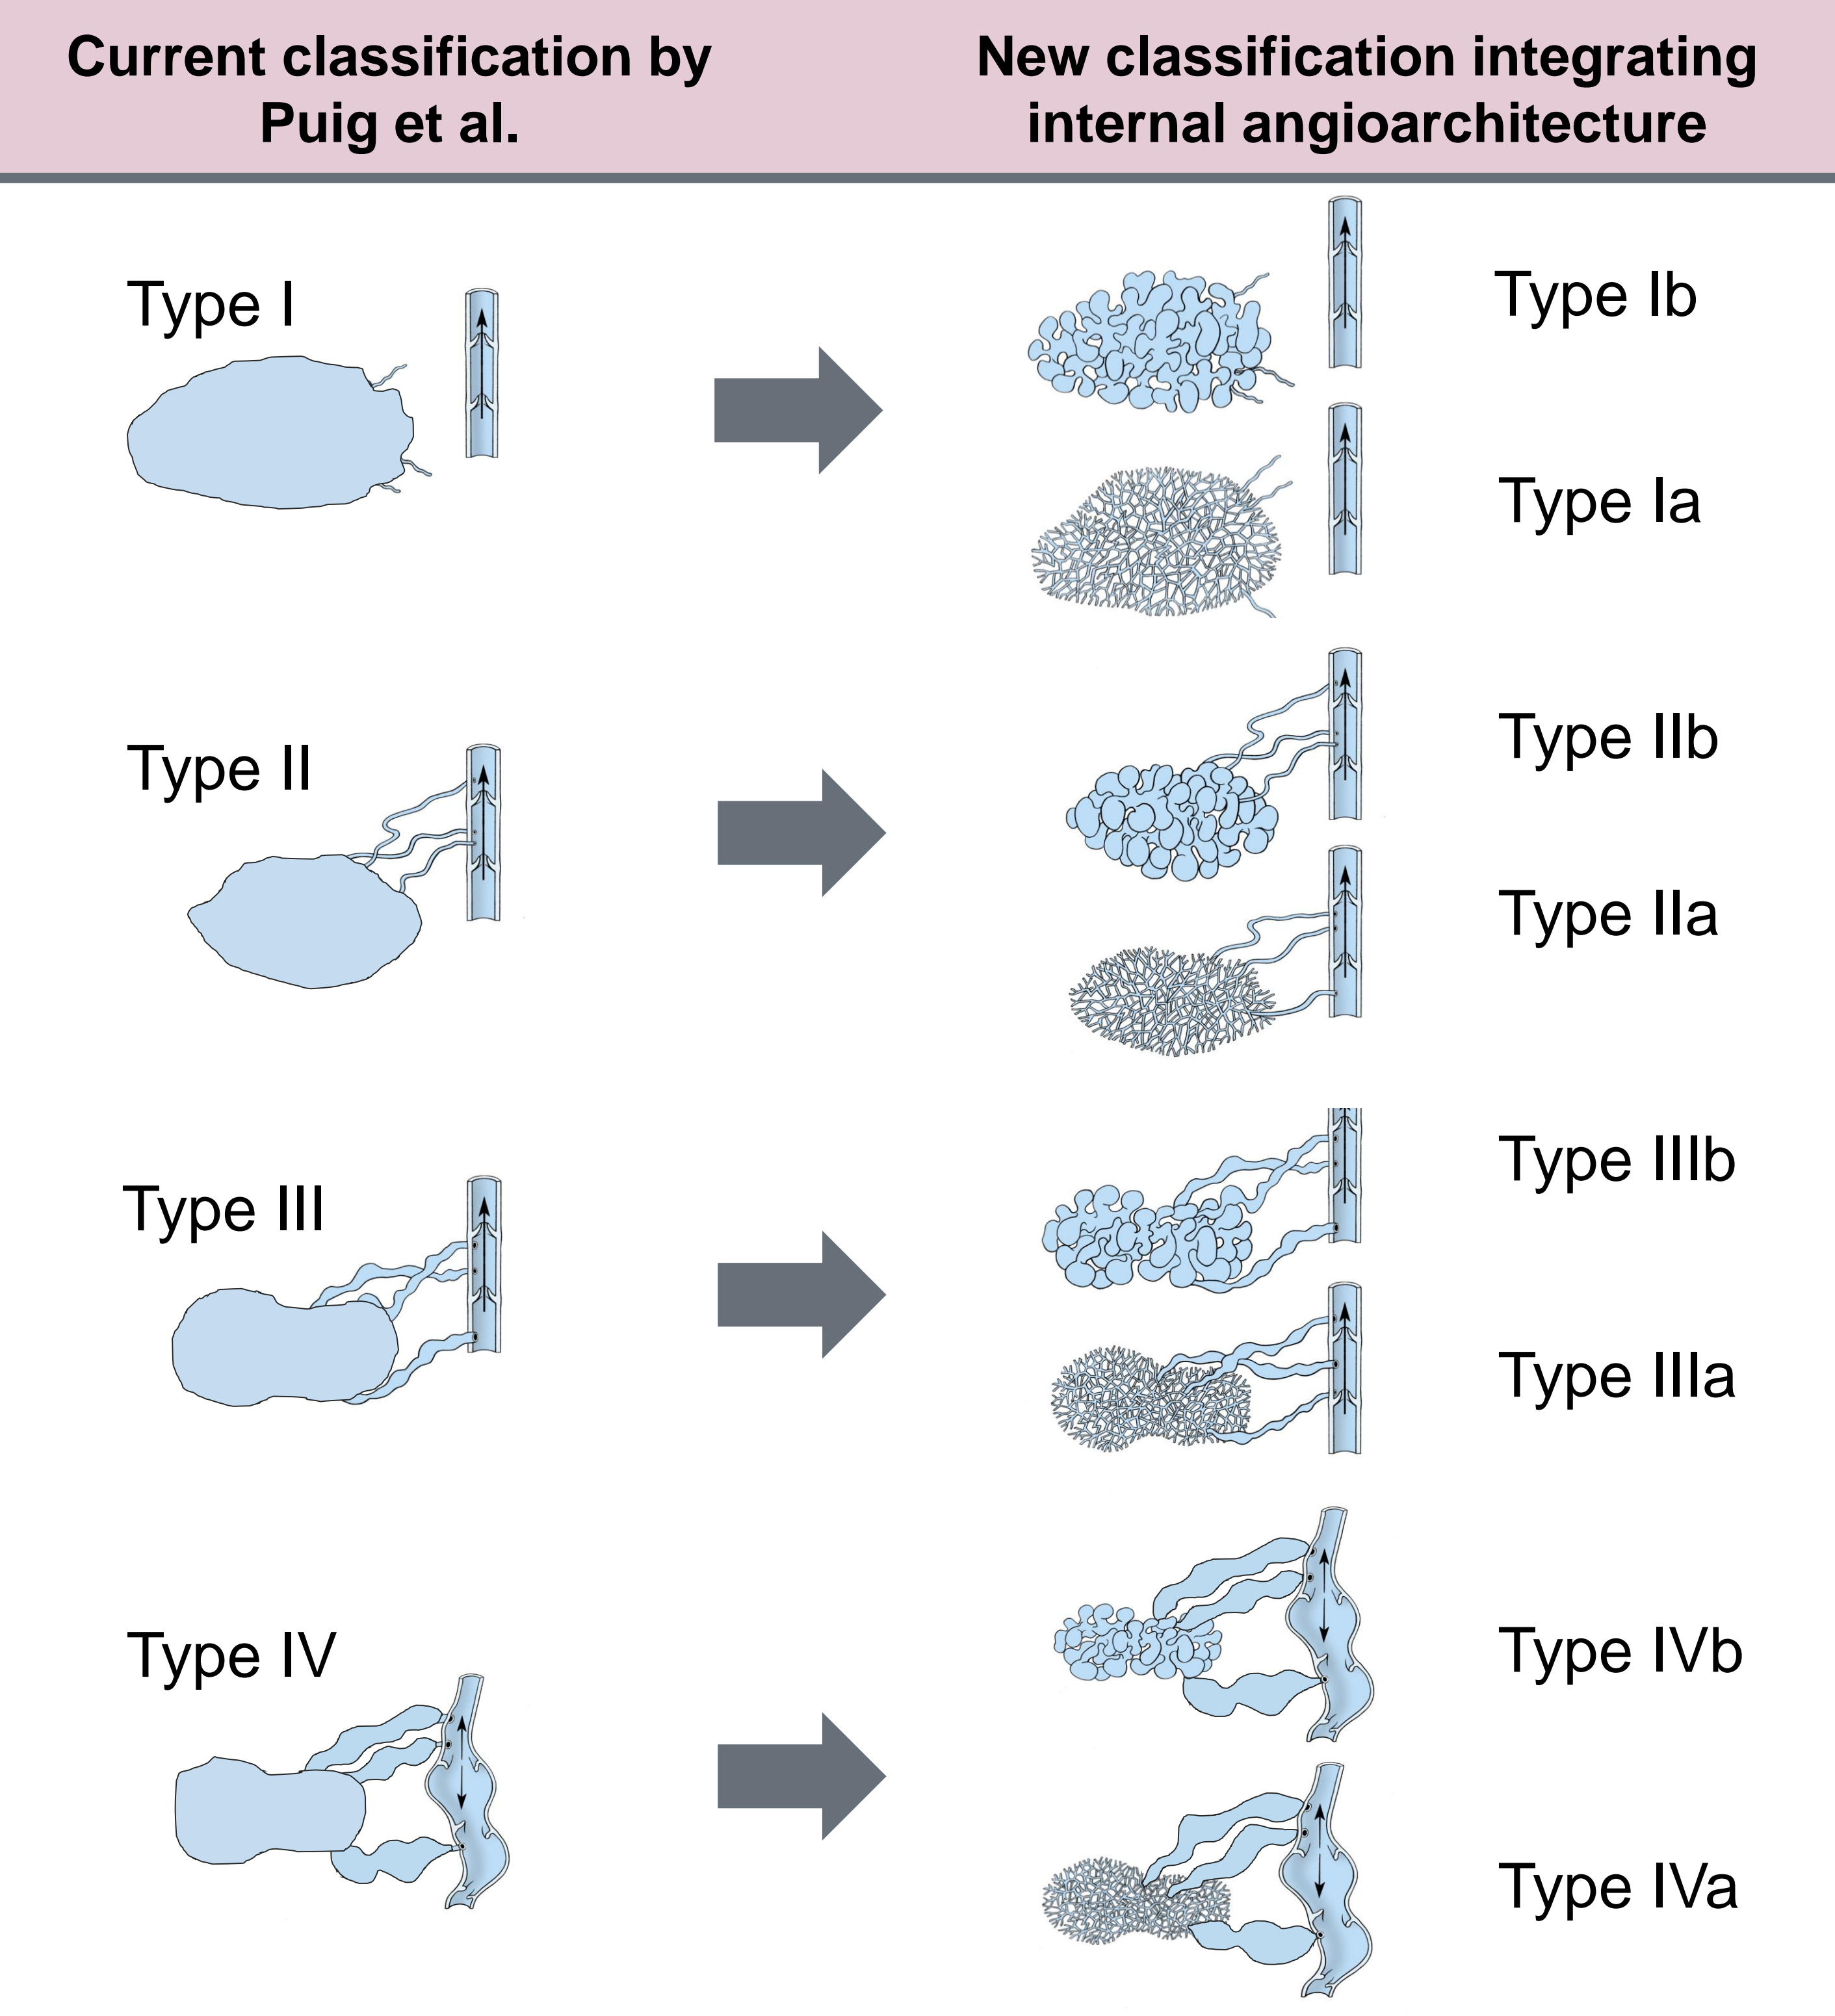 Current classification by
Puig et al.
New classification integrating
internal angioarchitecture
Type I
Type Ib
Type Ia
Type II
Type IIb
Type IIa
Type III
Type IIIb
Type IIIa
Type IV
Type IVb
Type IVa